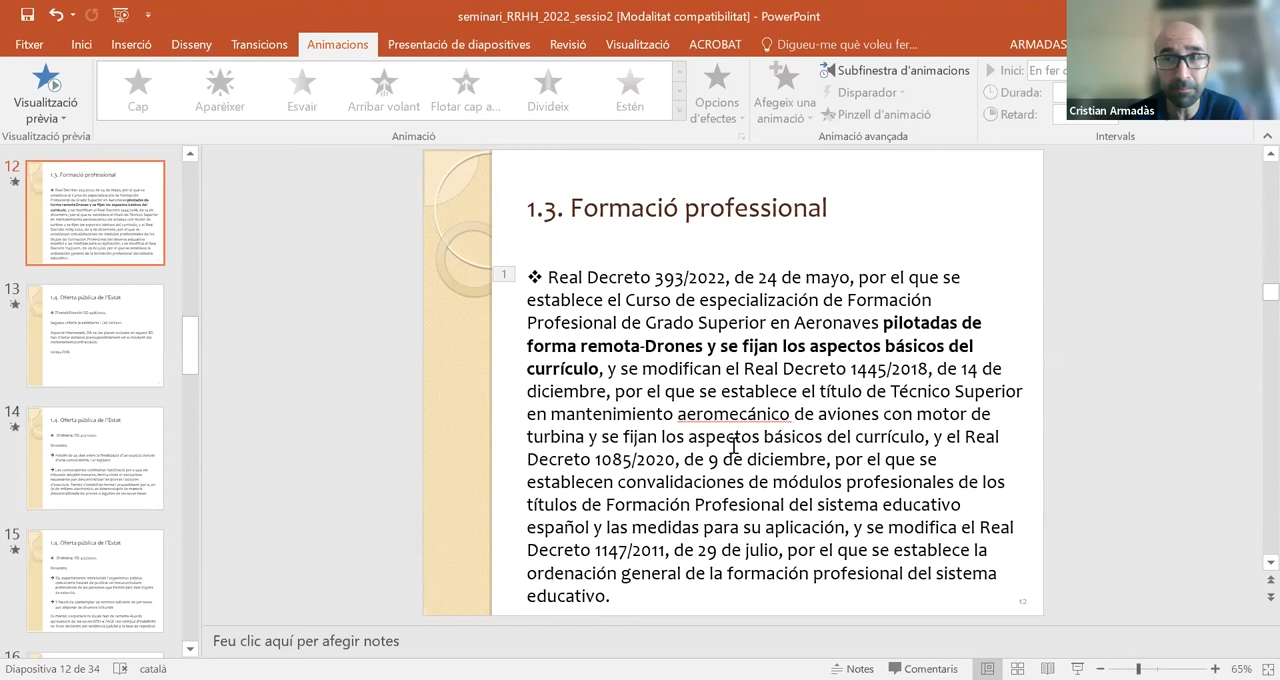 seminari_RRHH_2022_sessio2 [Modalitat compatibilitat] - PowerPoint
Fitxer Inici Inserció Disseny Transicions Animacions Presentació de diapositives Revisió Visualització ACROBAT Digueu-me què voleu fer... ARMADAS
Visualització prèvia
Visualització prèvia
Cap Aparèixer Esvair Arribar volant Flotar cap a... Divideix Estén
Animació
Opcions d'efectes
Afegeix una animació
Subfinestra d'animacions
Disparador
Pinzell d'animació
Animació avançada
Inici: En fer c
Durada:
Retard:
Intervals
Cristian Armadàs
12
1.3. Formació professional
13
1.4. Oferta pública de l'Estat
14
1.4. Oferta pública de l'Estat
15
1.4. Oferta pública de l'Estat
16
1.3. Formació professional
1
❖ Real Decreto 393/2022, de 24 de mayo, por el que se
establece el Curso de especialización de Formación
Profesional de Grado Superior en Aeronaves pilotadas de
forma remota-Drones y se fijan los aspectos básicos del
currículo, y se modifican el Real Decreto 1445/2018, de 14 de
diciembre, por el que se establece el título de Técnico Superior
en mantenimiento aeromecánico de aviones con motor de
turbina y se fijan los aspectos básicos del currículo, y el Real
Decreto 1085/2020, de 9 de diciembre, por el que se
establecen convalidaciones de módulos profesionales de los
títulos de Formación Profesional del sistema educativo
español y las medidas para su aplicación, y se modifica el Real
Decreto 1147/2011, de 29 de julio, por el que se establece la
ordenación general de la formación profesional del sistema
educativo.
12
Feu clic aquí per afegir notes
Diapositiva 12 de 34 català Notes Comentaris 65%